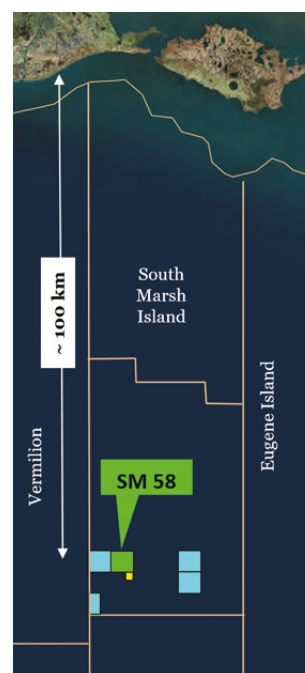 South
Marsh
Island
~ 100 km
Eugene Island
Vermilion
SM 58